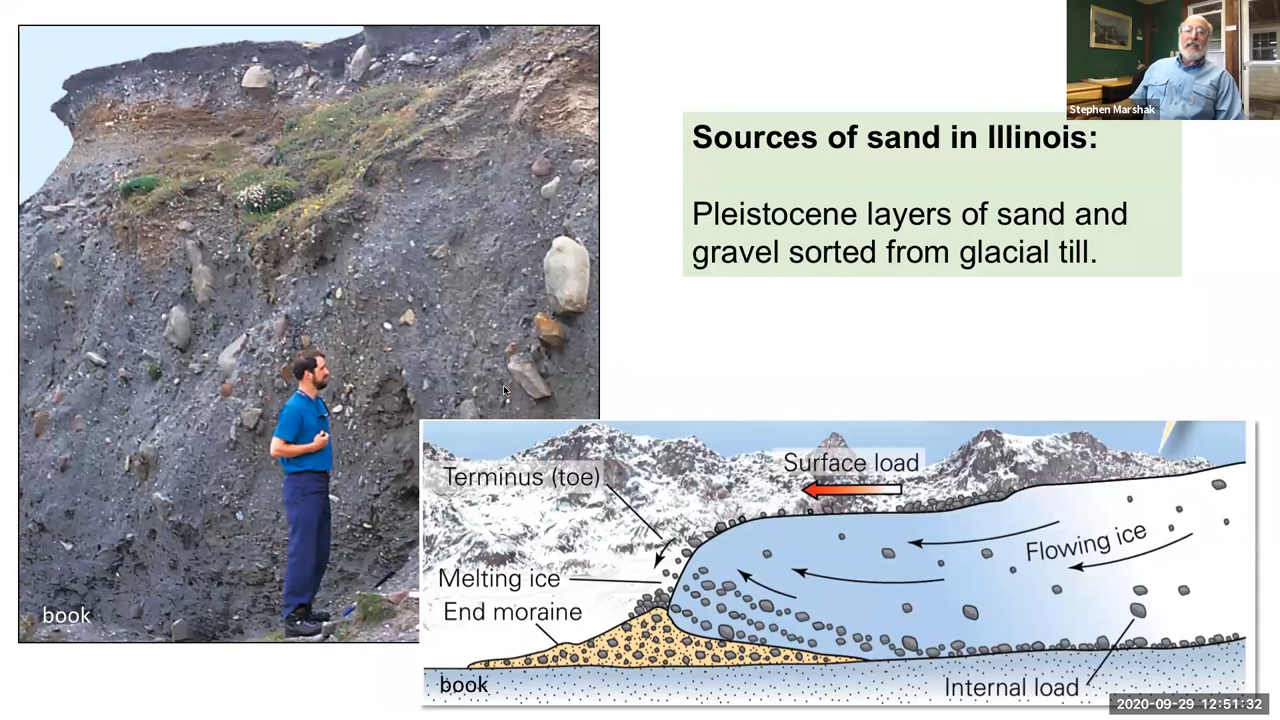 Stephen Marshak
Sources of sand in Illinois:
Pleistocene layers of sand and
gravel sorted from glacial till.
book
Surface load
Terminus (toe)
Flowing ice
Melting ice
End moraine
book
Internal load
2020-09-29 12:51:32